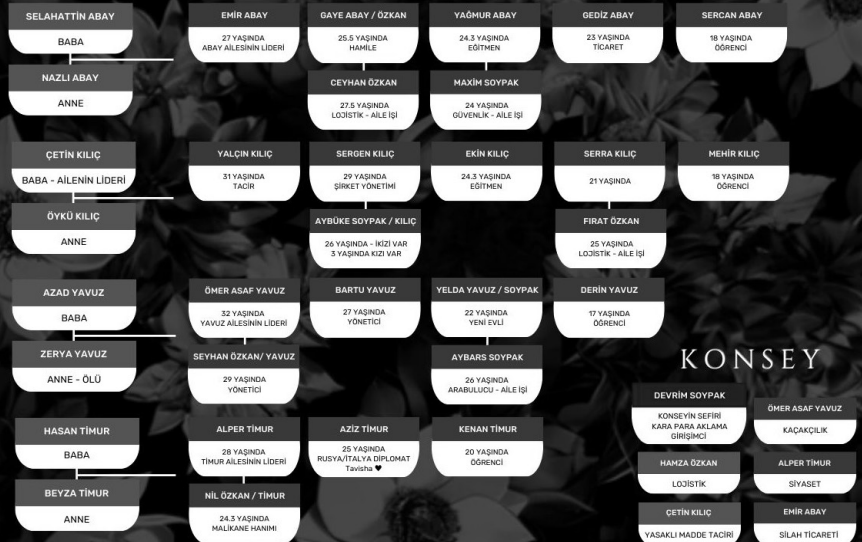 SELAHATTİN ABAY
BABA
NAZLI ABAY
ANNE
EMİR ABAY
27 YAŞINDA
ABAY AİLESİNİN LİDERİ
GAYE ABAY / ÖZKAN
25.5 YAŞINDA
HAMİLE
CEYHAN ÖZKAN
27.5 YAŞINDA
LOJİSTİK - AİLE İŞİ
YAĞMUR ABAY
24.3 YAŞINDA
EĞİTMEN
MAXİM SOYPAK
24 YAŞINDA
GÜVENLİK - AİLE İŞİ
GEDİZ ABAY
23 YAŞINDA
TİCARET
SERCAN ABAY
18 YAŞINDA
ÖĞRENCİ
ÇETİN KILIÇ
BABA - AİLENİN LİDERİ
ÖYKÜ KILIÇ
ANNE
YALÇIN KILIÇ
31 YAŞINDA
TACİR
SERGEN KILIÇ
29 YAŞINDA
ŞİRKET YÖNETİMİ
AYBÜKE SOYPAK / KILIÇ
26 YAŞINDA - İKİZİ VAR
3 YAŞINDA KIZI VAR
EKİN KILIÇ
24.3 YAŞINDA
EĞİTMEN
SERRA KILIÇ
21 YAŞINDA
FIRAT ÖZKAN
25 YAŞINDA
LOJİSTİK - AİLE İŞİ
MEHİR KILIÇ
18 YAŞINDA
ÖĞRENCİ
AZAD YAVUZ
BABA
ZERYA YAVUZ
ANNE - ÖLÜ
ÖMER ASAF YAVUZ
32 YAŞINDA
YAVUZ AİLESİNİN LİDERİ
SEYHAN ÖZKAN/ YAVUZ
29 YAŞINDA
YÖNETİCİ
BARTU YAVUZ
27 YAŞINDA
YÖNETİCİ
YELDA YAVUZ / SOYPAK
22 YAŞINDA
YENİ EVLİ
AYBARS SOYPAK
26 YAŞINDA
ARABULUCU - AİLE İŞİ
DERİN YAVUZ
17 YAŞINDA
ÖĞRENCİ
HASAN TİMUR
BABA
BEYZA TİMUR
ANNE
ALPER TİMUR
28 YAŞINDA
TİMUR AİLESİNİN LİDERİ
NİL ÖZKAN / TİMUR
24.3 YAŞINDA
MALİKANE HANIMI
AZİZ TİMUR
25 YAŞINDA
RUSYA/İTALYA DİPLOMAT
Tavisha ♥
KENAN TİMUR
20 YAŞINDA
ÖĞRENCİ
KONSEY
DEVRİM SOYPAK
KONSEYİN SEFİRİ
KARA PARA AKLAMA
GİRİŞİMCİ
ÖMER ASAF YAVUZ
KAÇAKÇILIK
HAMZA ÖZKAN
LOJİSTİK
ALPER TİMUR
SİYASET
ÇETİN KILIÇ
YASAKLI MADDE TACİRİ
EMİR ABAY
SİLAH TİCARETİ